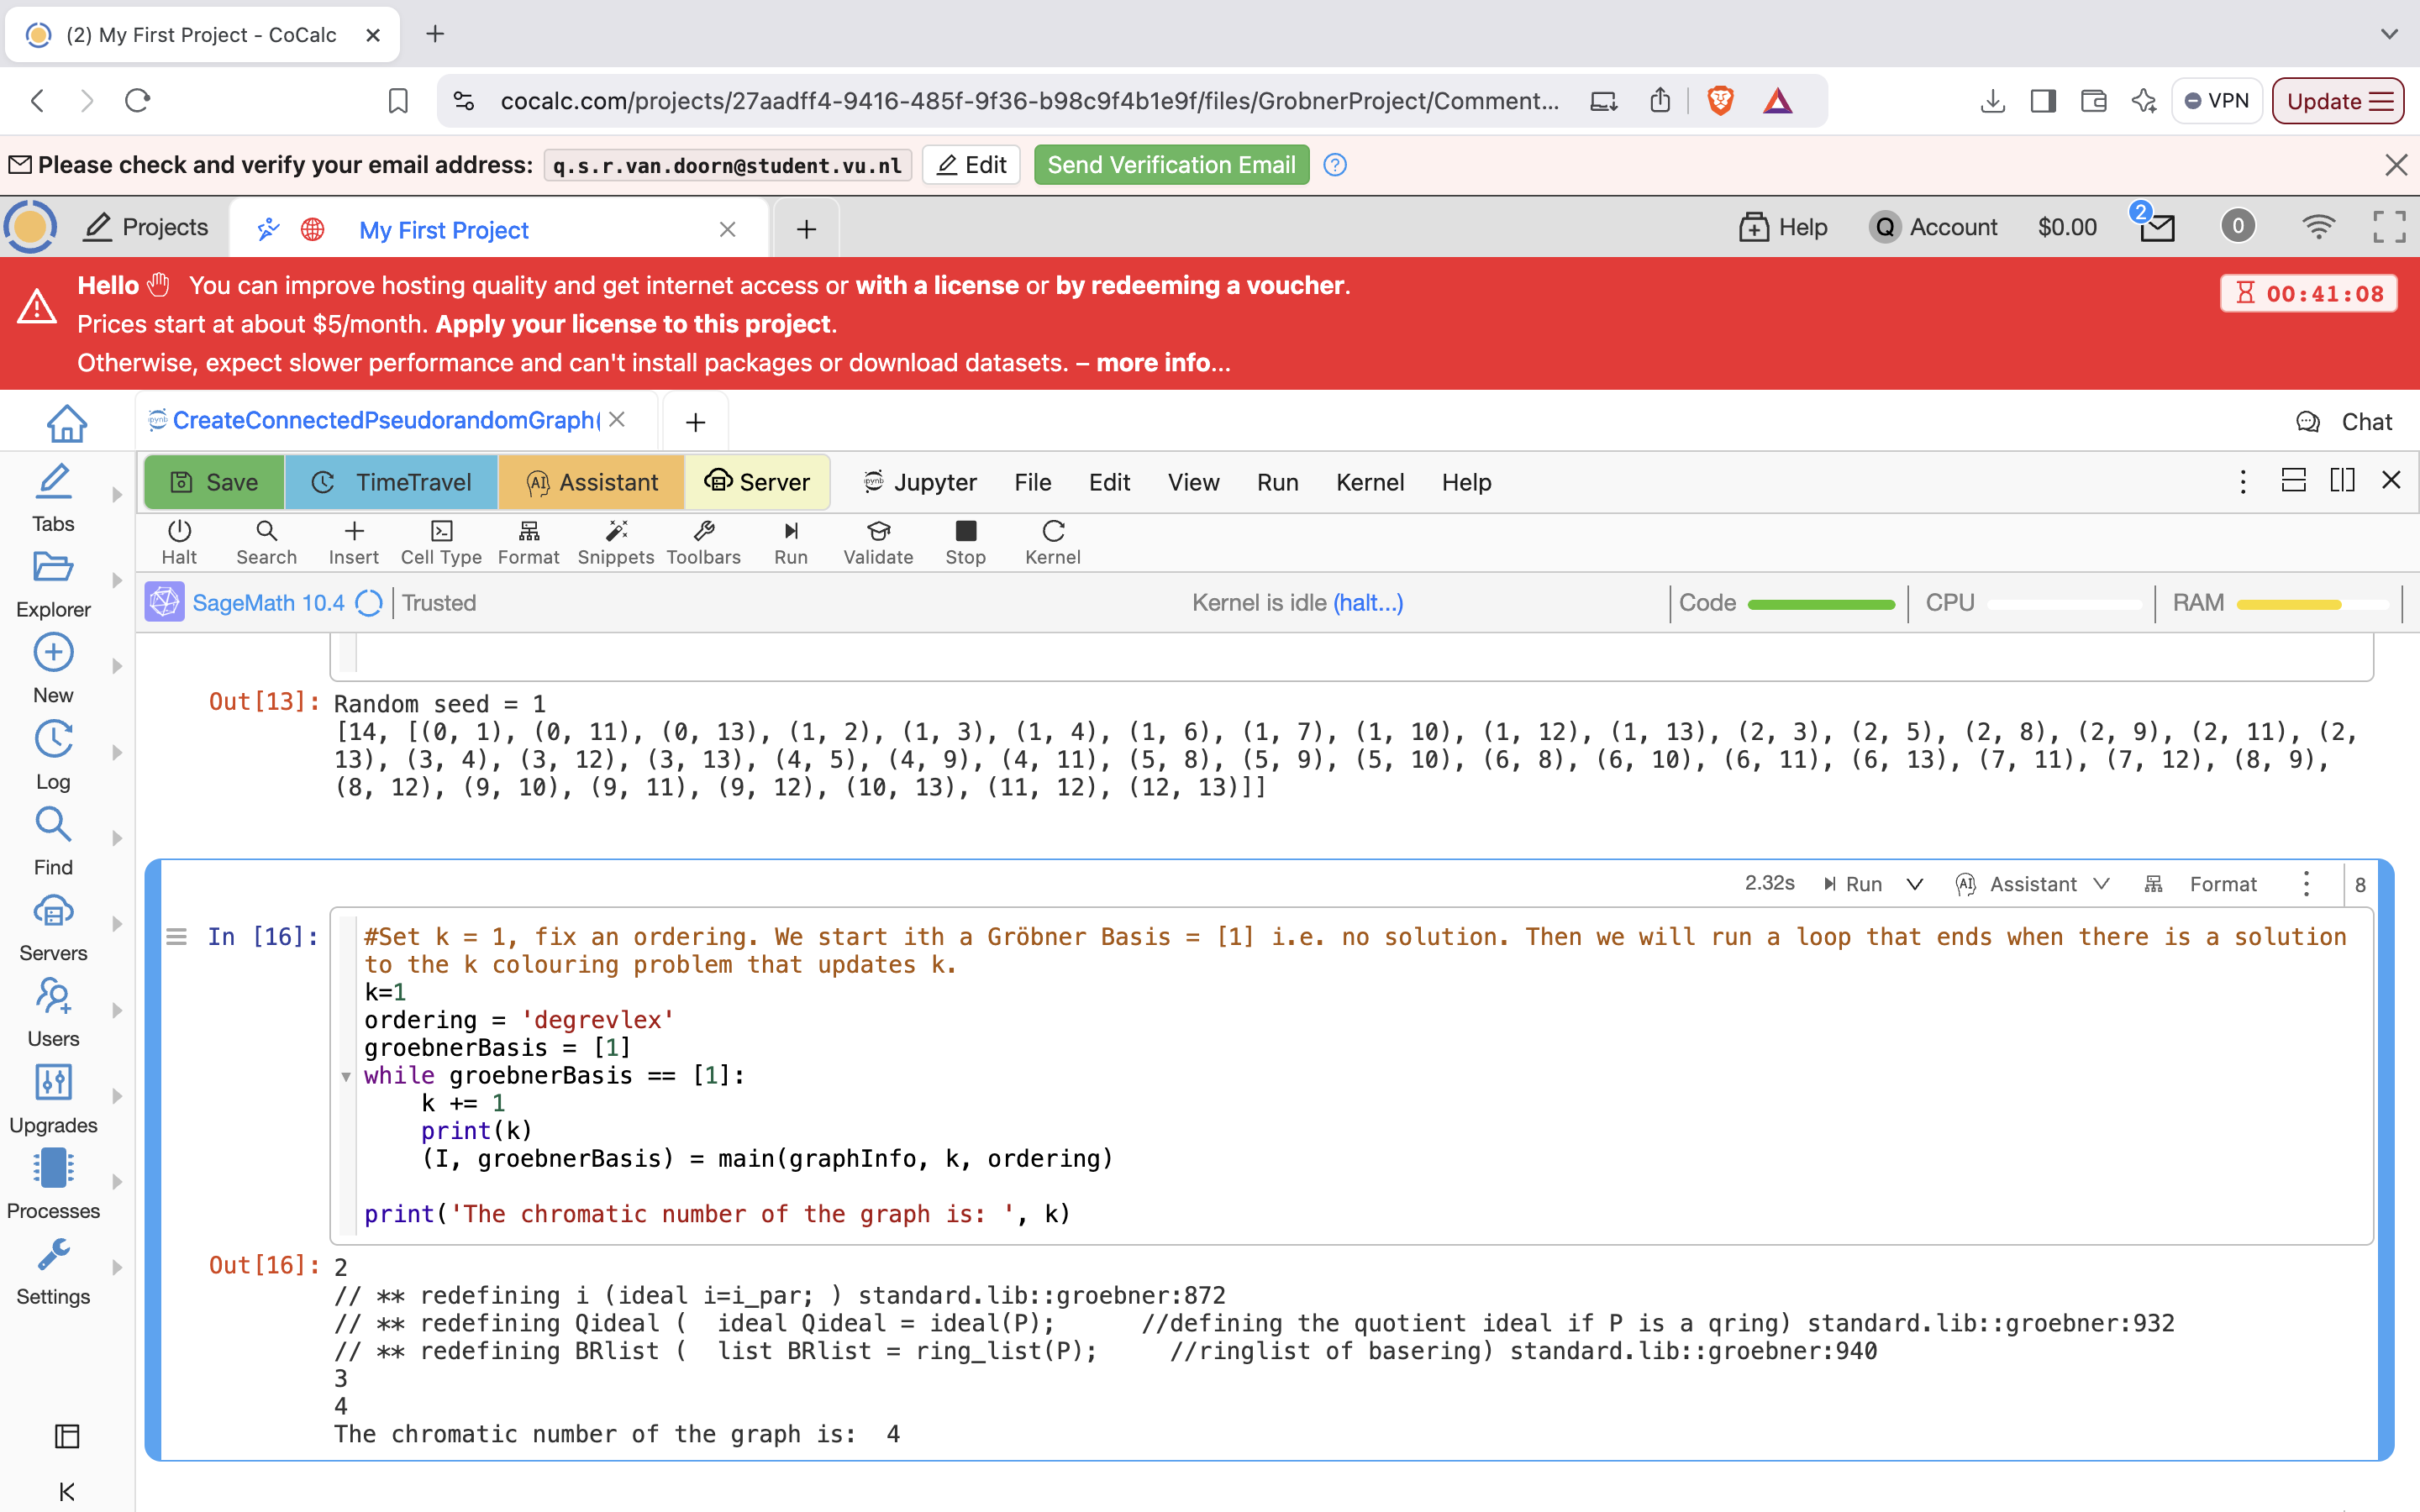 (2) My First Project - CoCalc
cocalc.com/projects/27aadff4-9416-485f-9f36-b98c9f4b1e9f/files/GrobnerProject/Comment...
VPN
Update
Please check and verify your email address: q.s.r.van.doorn@student.vu.nl Edit Send Verification Email
Projects
My First Project
Help
Q Account
$0.00
2
0
Hello You can improve hosting quality and get internet access or with a license or by redeeming a voucher.
Prices start at about $5/month. Apply your license to this project.
Otherwise, expect slower performance and can't install packages or download datasets. – more info...
00:41:08
CreateConnectedPseudorandomGraph(
Chat
Save TimeTravel Assistant Server Jupyter File Edit View Run Kernel Help
Halt Search Insert Cell Type Format Snippets Toolbars Run Validate Stop Kernel
SageMath 10.4 Trusted Kernel is idle (halt...) Code CPU RAM
Tabs
Explorer
New
Log
Find
Servers
Users
Upgrades
Processes
Settings
Out[13]: Random seed = 1
[14, [(0, 1), (0, 11), (0, 13), (1, 2), (1, 3), (1, 4), (1, 6), (1, 7), (1, 10), (1, 12), (1, 13), (2, 3), (2, 5), (2, 8), (2, 9), (2, 11), (2,
13), (3, 4), (3, 12), (3, 13), (4, 5), (4, 9), (4, 11), (5, 8), (5, 9), (5, 10), (6, 8), (6, 10), (6, 11), (6, 13), (7, 11), (7, 12), (8, 9),
(8, 12), (9, 10), (9, 11), (9, 12), (10, 13), (11, 12), (12, 13)]]
2.32s Run AI Assistant Format 8
In [16]: #Set k = 1, fix an ordering. We start ith a Gröbner Basis = [1] i.e. no solution. Then we will run a loop that ends when there is a solution
to the k colouring problem that updates k.
k=1
ordering = 'degrevlex'
groebnerBasis = [1]
while groebnerBasis == [1]:
    k += 1
    print(k)
    (I, groebnerBasis) = main(graphInfo, k, ordering)
print('The chromatic number of the graph is: ', k)
Out[16]: 2
// ** redefining i (ideal i=i_par; ) standard.lib::groebner:872
// ** redefining Qideal (  ideal Qideal = ideal(P);      //defining the quotient ideal if P is a qring) standard.lib::groebner:932
// ** redefining BRlist (  list BRlist = ring_list(P);     //ringlist of basering) standard.lib::groebner:940
3
4
The chromatic number of the graph is:  4